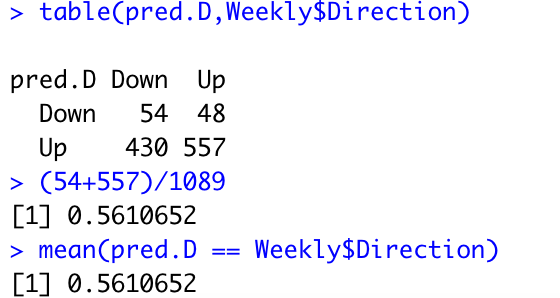 > table(pred.D,Weekly$Direction)
pred.D Down  Up
  Down   54  48
  Up    430 557
> (54+557)/1089
[1] 0.5610652
> mean(pred.D == Weekly$Direction)
[1] 0.5610652